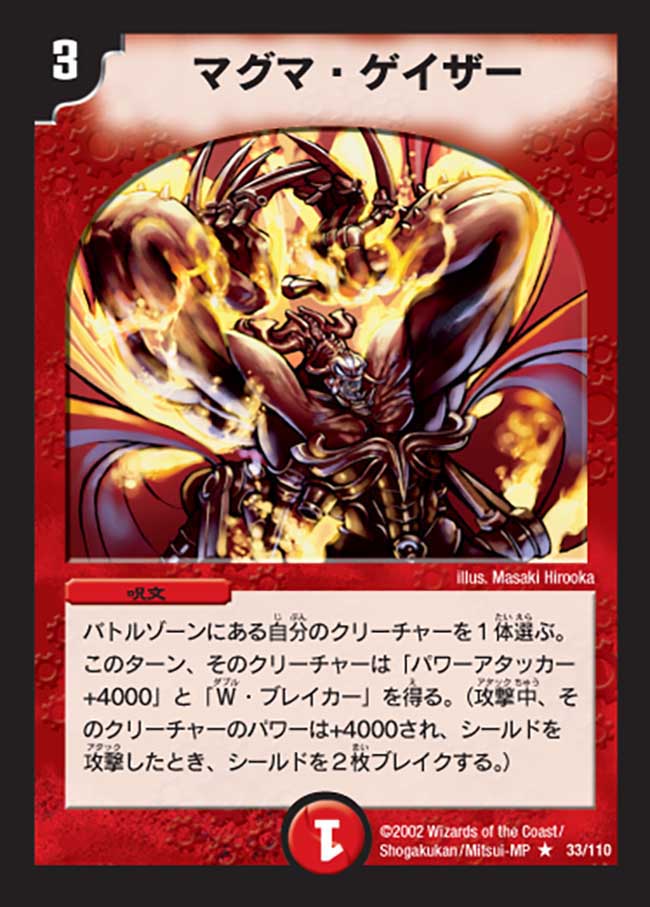 3
マグマ・ゲイザー
illus. Masaki Hirooka
呪文
バトルゾーンにある自分のクリーチャーを1体選ぶ。
このターン、そのクリーチャーは「パワーアタッカー
+4000」と「W・ブレイカー」を得る。(攻撃中、そ
のクリーチャーのパワーは+4000され、シールドを
攻撃したとき、シールドを2枚ブレイクする。)
©2002 Wizards of the Coast/
Shogakukan/Mitsui-MP ★ 33/110